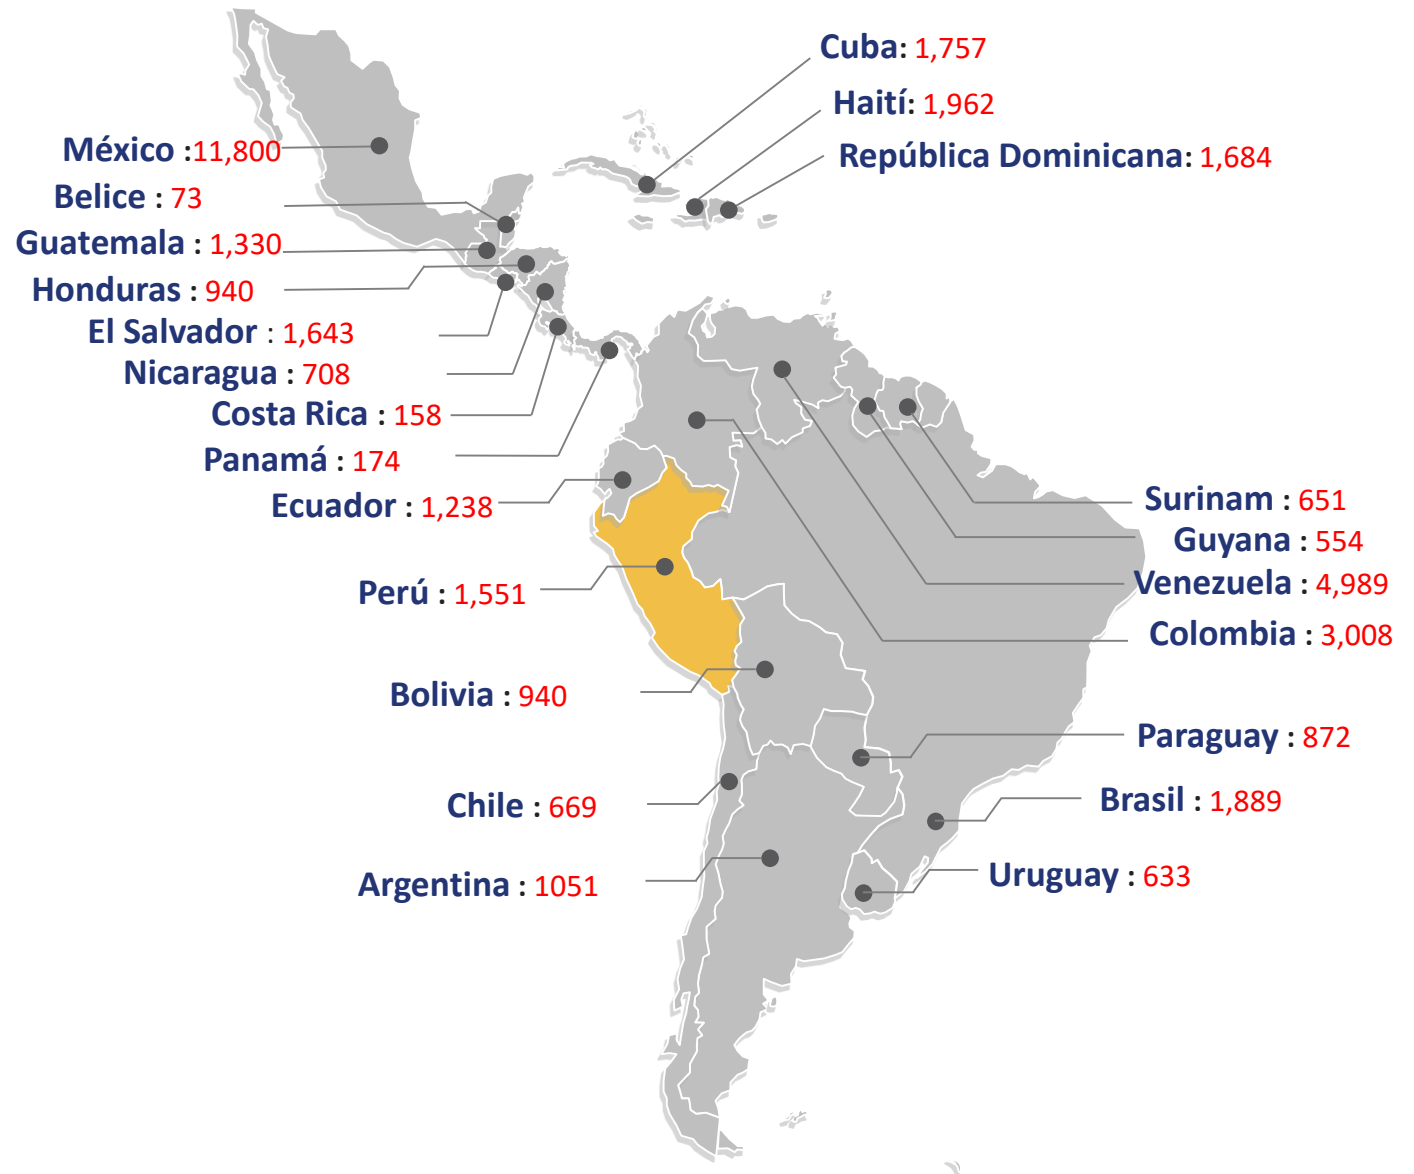 Cuba: 1,757
Haití: 1,962
República Dominicana: 1,684
México :11,800
Belice : 73
Guatemala : 1,330
Honduras : 940
El Salvador : 1,643
Nicaragua : 708
Costa Rica : 158
Panamá : 174
Ecuador : 1,238
Perú : 1,551
Bolivia : 940
Chile : 669
Argentina : 1051
Surinam : 651
Guyana : 554
Venezuela : 4,989
Colombia : 3,008
Paraguay : 872
Brasil : 1,889
Uruguay : 633